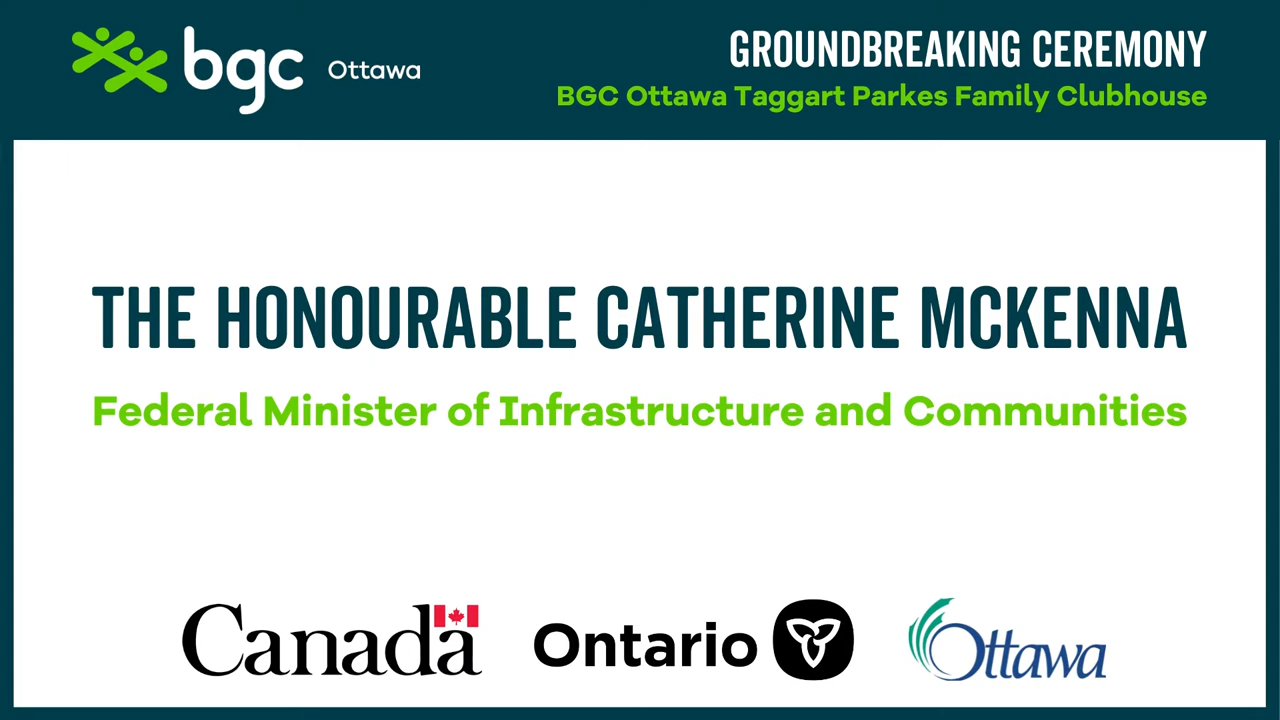 bgc Ottawa
GROUNDBREAKING CEREMONY
BGC Ottawa Taggart Parkes Family Clubhouse
THE HONOURABLE CATHERINE MCKENNA
Federal Minister of Infrastructure and Communities
Canada
Ontario
Ottawa